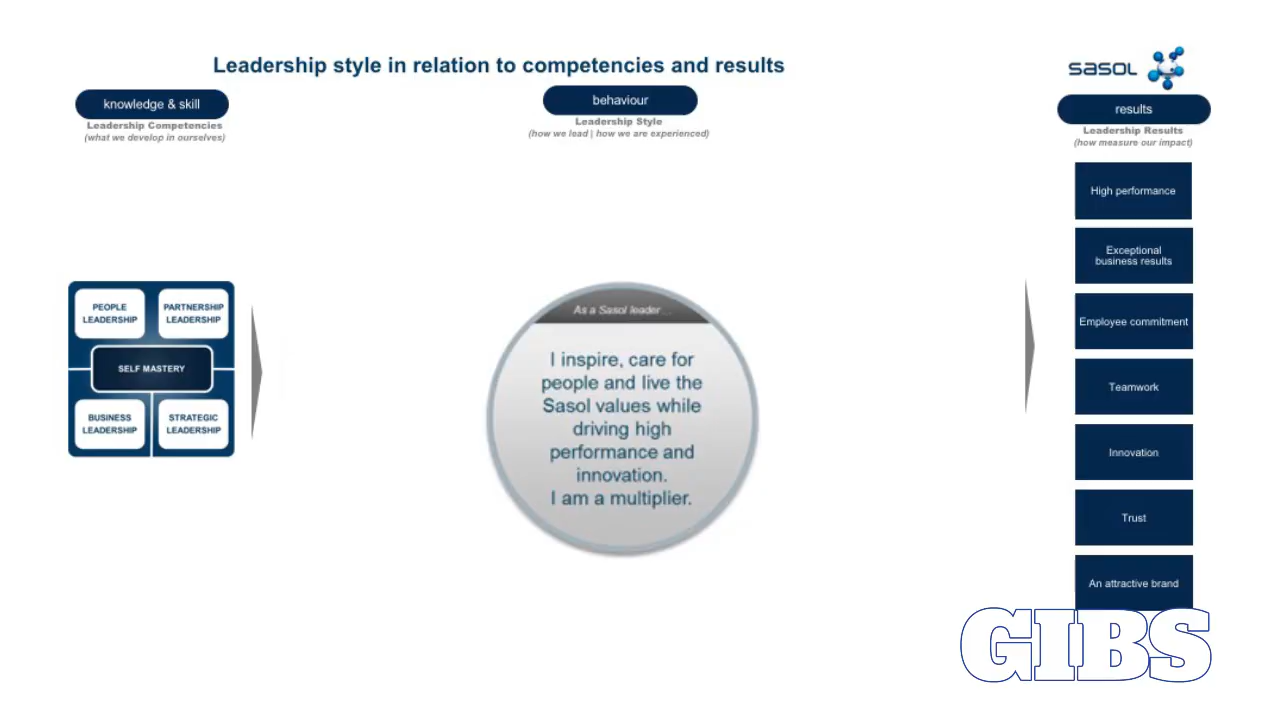 Leadership style in relation to competencies and results
sasol
knowledge & skill
Leadership Competencies
(what we develop in ourselves)
behaviour
Leadership Style
(how we lead | how we are experienced)
results
Leadership Results
(how measure our impact)
PEOPLE
LEADERSHIP
PARTNERSHIP
LEADERSHIP
SELF MASTERY
BUSINESS
LEADERSHIP
STRATEGIC
LEADERSHIP
As a Sasol leader...
I inspire, care for
people and live the
Sasol values while
driving high
performance and
innovation.
I am a multiplier.
High performance
Exceptional
business results
Employee commitment
Teamwork
Innovation
Trust
An attractive brand
GIBS